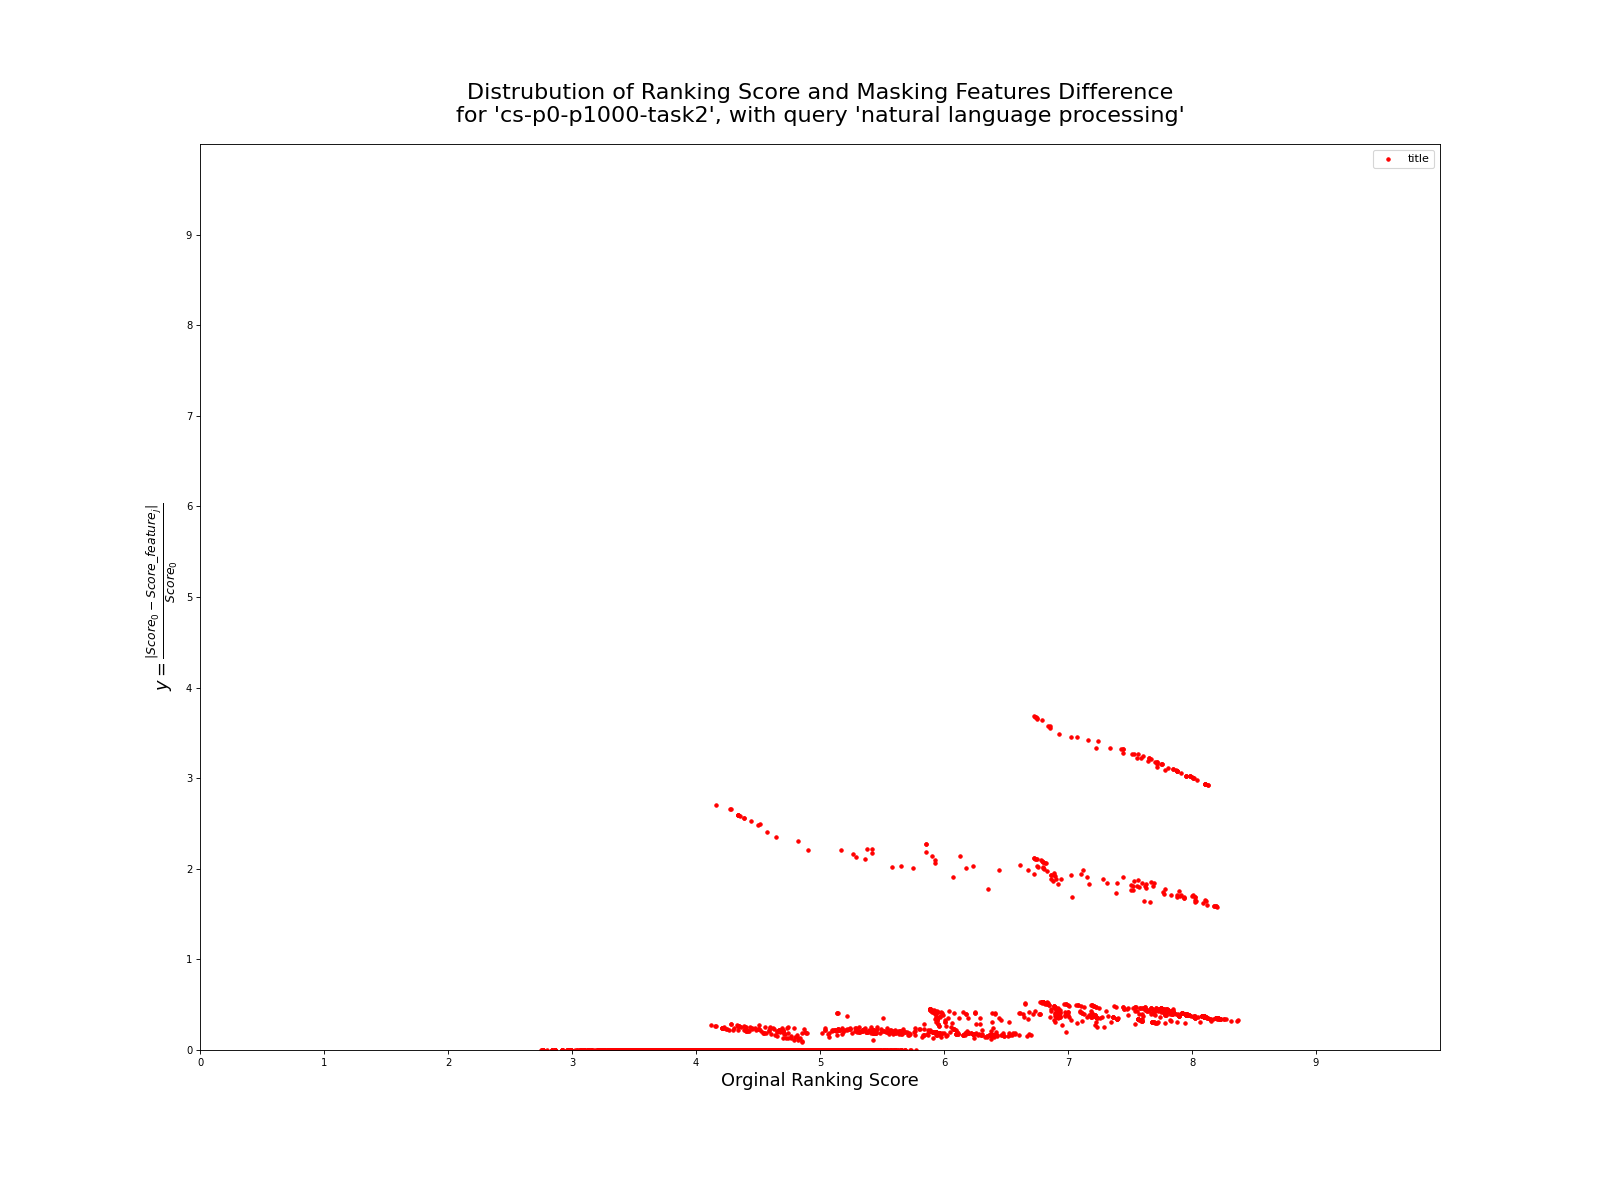 Distrubution of Ranking Score and Masking Features Difference
for 'cs-p0-p1000-task2', with query 'natural language processing'
title
9
8
7
6
5
4
3
2
1
0
y = |Score_0 − Score_feature_j| / Score_0
0 1 2 3 4 5 6 7 8 9
Orginal Ranking Score